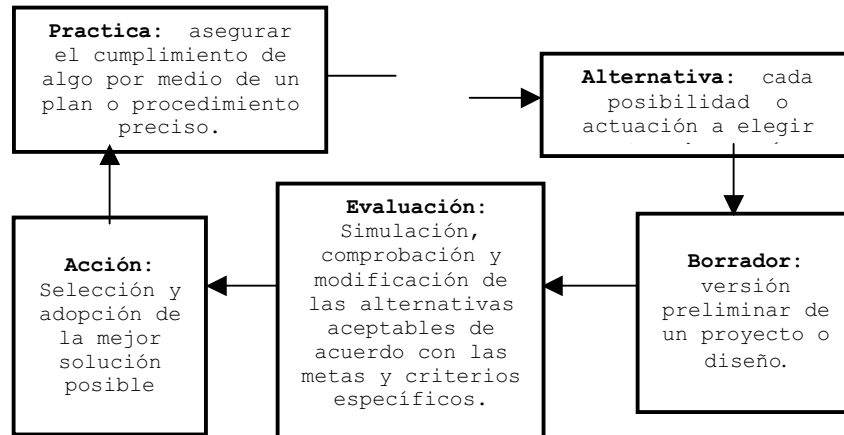 Practica: asegurar
el cumplimiento de
algo por medio de un
plan o procedimiento
preciso.
Alternativa: cada
posibilidad o
actuación a elegir
Borrador:
versión
preliminar de
un proyecto o
diseño.
Evaluación:
Simulación,
comprobación y
modificación de
las alternativas
aceptables de
acuerdo con las
metas y criterios
específicos.
Acción:
Selección y
adopción de
la mejor
solución
posible